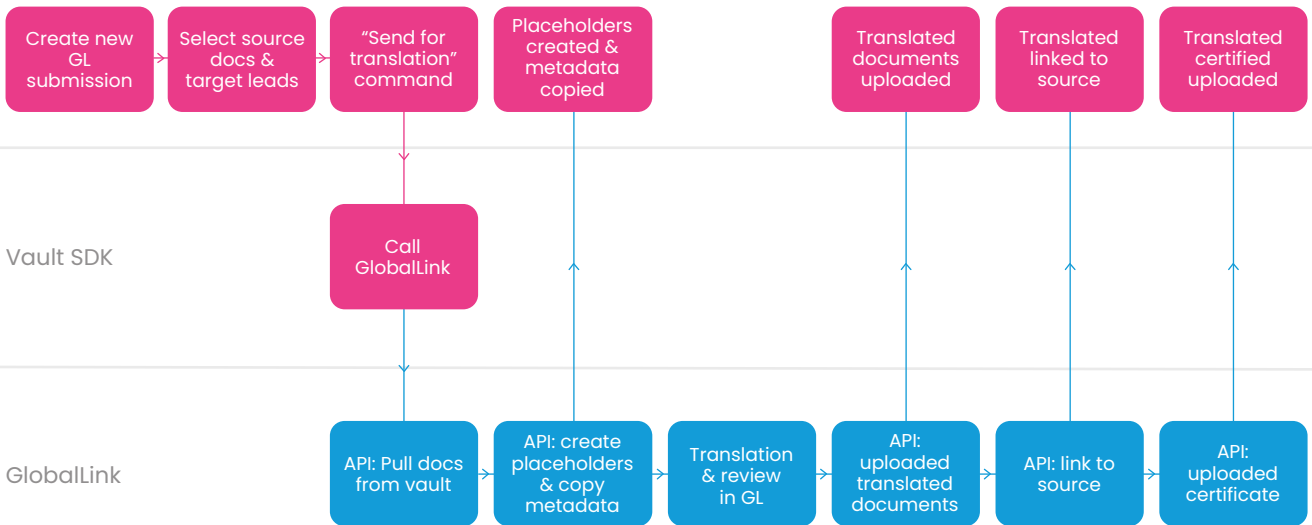 Create new
GL
submission
Select source
docs &
target leads
“Send for
translation”
command
Placeholders
created &
metadata
copied
Translated
documents
uploaded
Translated
linked to
source
Translated
certified
uploaded
Vault SDK
Call
GlobalLink
GlobalLink
API: Pull docs
from vault
API: create
placeholders
& copy
metadata
Translation
& review
in GL
API:
uploaded
translated
documents
API: link to
source
API:
uploaded
certificate